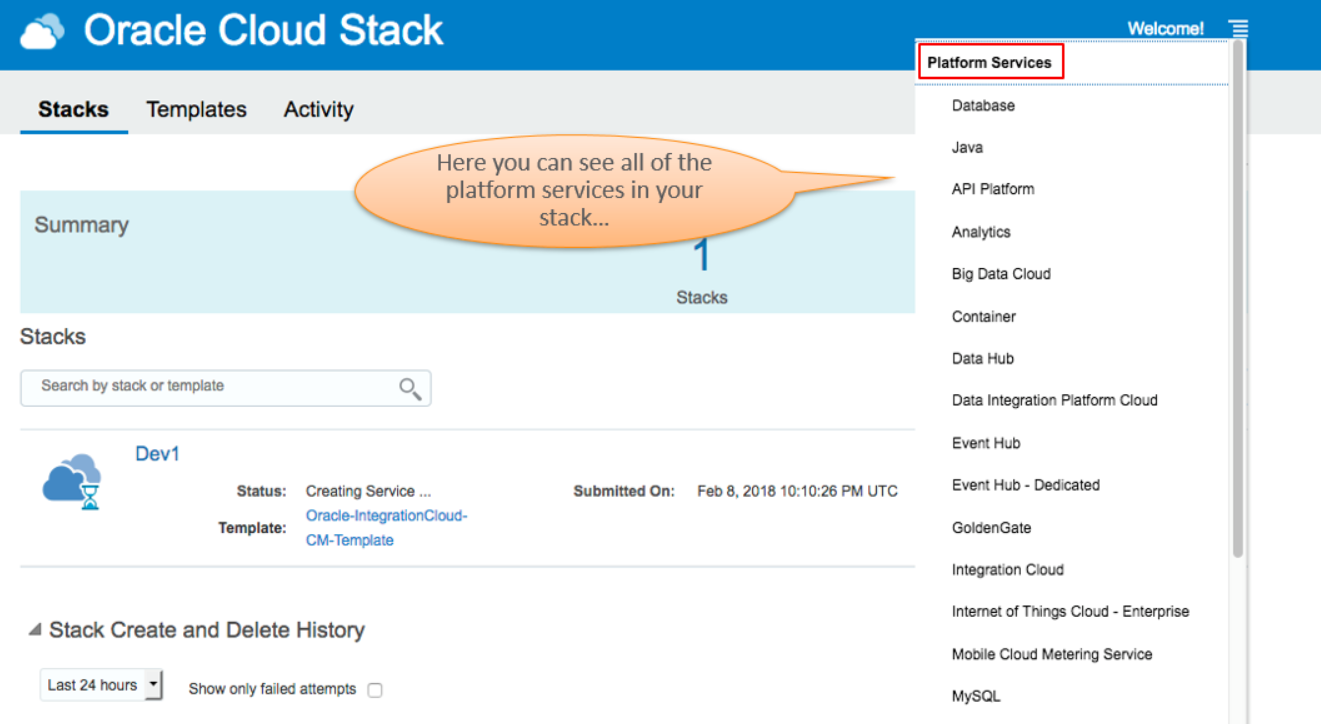 Oracle Cloud Stack
Welcome!
Stacks
Templates
Activity
Here you can see all of the
platform services in your
stack...
Summary
1
Stacks
Stacks
Search by stack or template
Dev1
Status: Creating Service ...
Submitted On: Feb 8, 2018 10:10:26 PM UTC
Template: Oracle-IntegrationCloud-
CM-Template
Stack Create and Delete History
Last 24 hours
Show only failed attempts
Platform Services
Database
Java
API Platform
Analytics
Big Data Cloud
Container
Data Hub
Data Integration Platform Cloud
Event Hub
Event Hub - Dedicated
GoldenGate
Integration Cloud
Internet of Things Cloud - Enterprise
Mobile Cloud Metering Service
MySQL